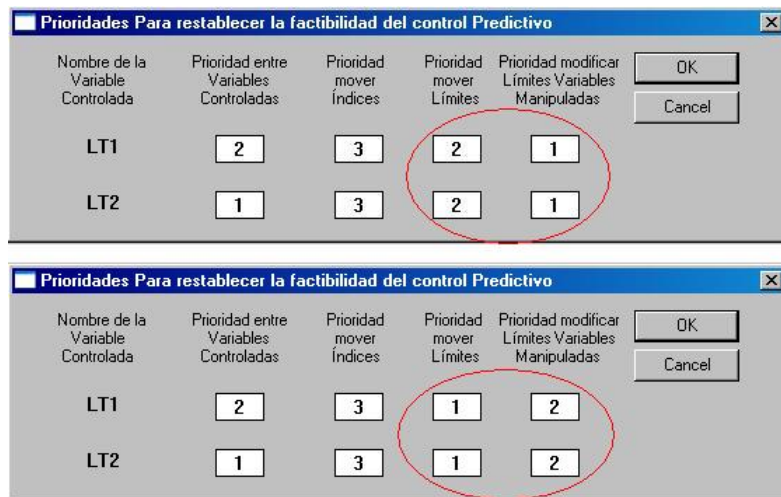 Prioridades Para restablecer la factibilidad del control Predictivo
Nombre de la Variable Controlada
Prioridad entre Variables Controladas
Prioridad mover Índices
Prioridad mover Límites
Prioridad modificar Límites Variables Manipuladas
OK
Cancel
LT1 2 3 2 1
LT2 1 3 2 1
Prioridades Para restablecer la factibilidad del control Predictivo
Nombre de la Variable Controlada
Prioridad entre Variables Controladas
Prioridad mover Índices
Prioridad mover Límites
Prioridad modificar Límites Variables Manipuladas
OK
Cancel
LT1 2 3 1 2
LT2 1 3 1 2